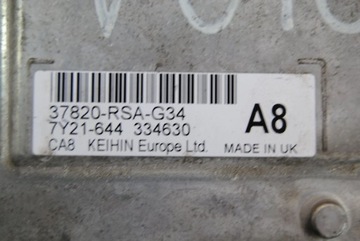 37820-RSA-G34
7Y21-644 334630
A8
CA8 KEIHIN Europe Ltd. MADE IN UK